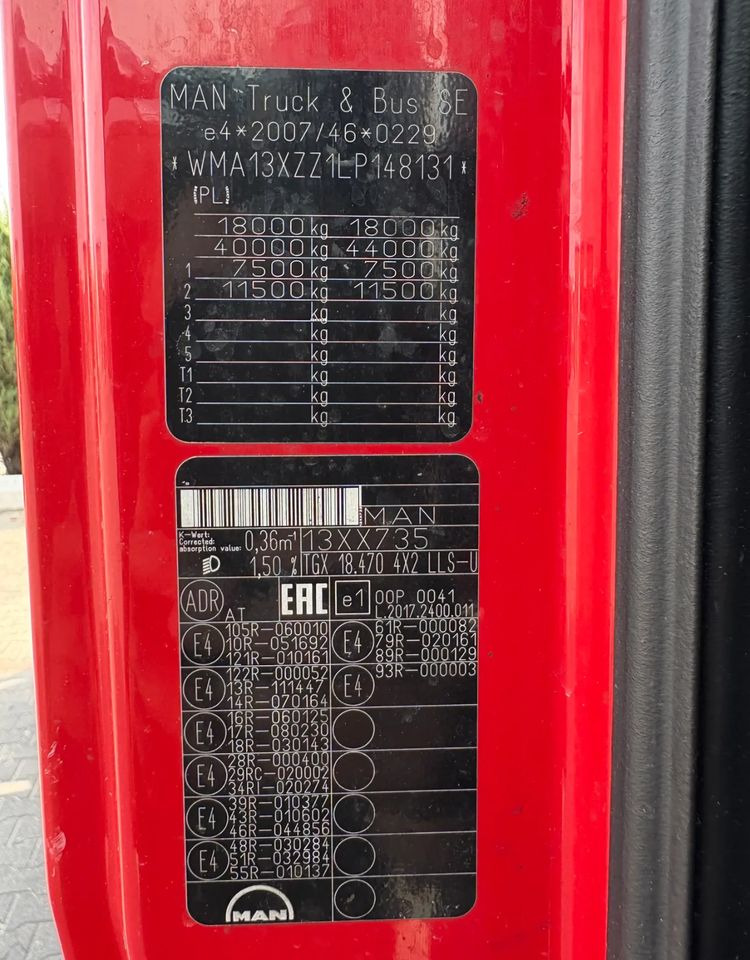 MAN Truck & Bus SE
e4*2007/46*0229
*WMA13XZZ1LP148131*
(PL)
18000 kg 18000 kg
40000 kg 44000 kg
1 7500 kg 7500 kg
2 11500 kg 11500 kg
3 kg kg
4 kg kg
5 kg kg
T1 kg kg
T2 kg kg
T3 kg kg
MAN
K-Wert:
Corrected
absorption value: 0,36m⁻¹ 13XX735
1,50 % TGX 18.470 4X2 LLS-U
ADR AT EAC e1 00P 0041
2017.2400.011
E4 105R-060010
10R-051692
121R-010161
E4 61R-000082
79R-020161
89R-000129
E4 122R-000052
13R-111447
14R-070164
E4 93R-000003
E4 16R-060125
17R-080230
18R-030143
E4 28R-000400
29RC-020002
34RI-020274
E4 39R-010377
43R-010602
46R-044856
E4 48R-030284
51R-032984
55R-010137
MAN